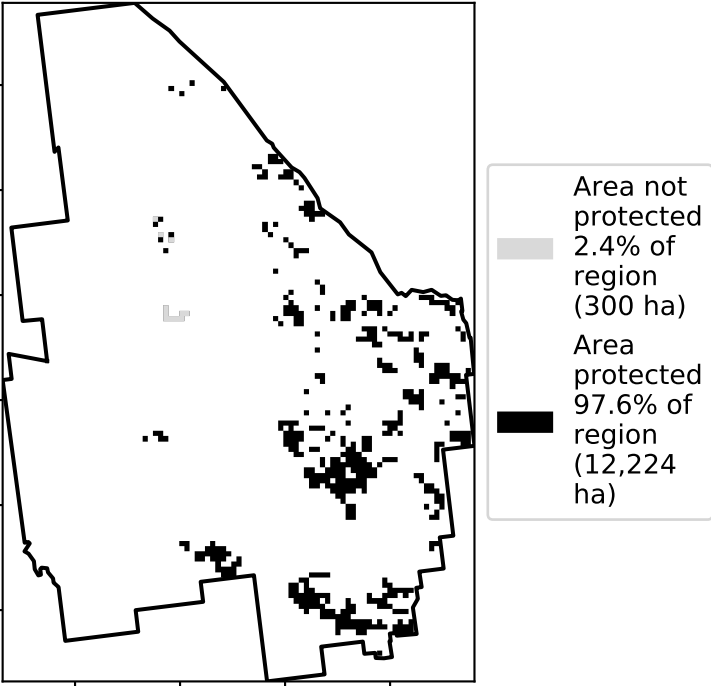 Area not
protected
2.4% of
region
(300 ha)
Area
protected
97.6% of
region
(12,224
ha)